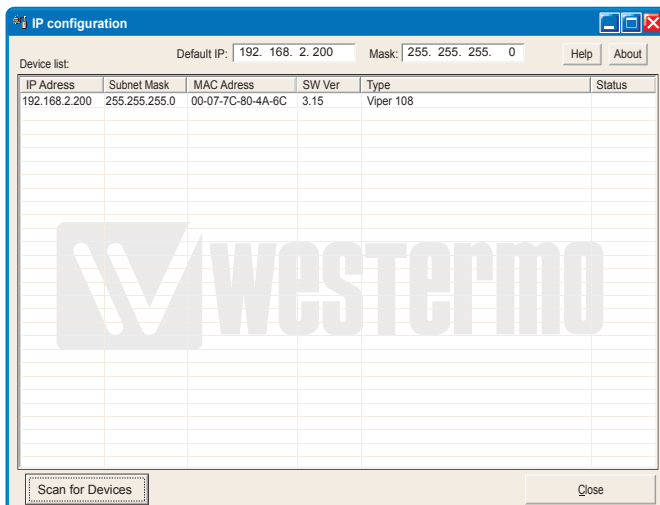 IP configuration
Default IP: 192. 168. 2. 200 Mask: 255. 255. 255. 0 Help About
Device list:
IP Adress Subnet Mask MAC Adress SW Ver Type Status
192.168.2.200 255.255.255.0 00-07-7C-80-4A-6C 3.15 Viper 108
westermo
Scan for Devices Close